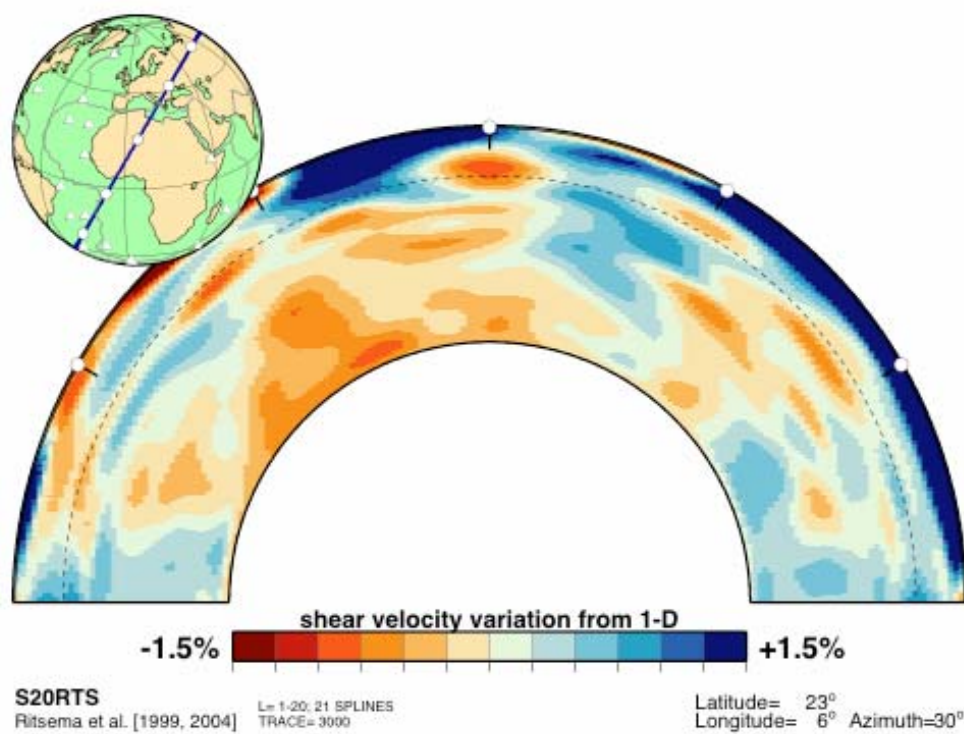 shear velocity variation from 1-D
-1.5% +1.5%
S20RTS
Ritsema et al. [1999, 2004]
L= 1-20; 21 SPLINES
TRACE= 3000
Latitude= 23°
Longitude= 6° Azimuth=30°